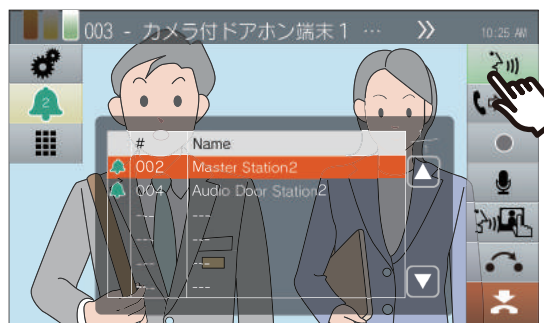 003 - カメラ付ドアホン端末１ … 10:25 AM
2
# Name
002 Master Station2
004 Audio Door Station2
--- ---
--- ---
--- ---